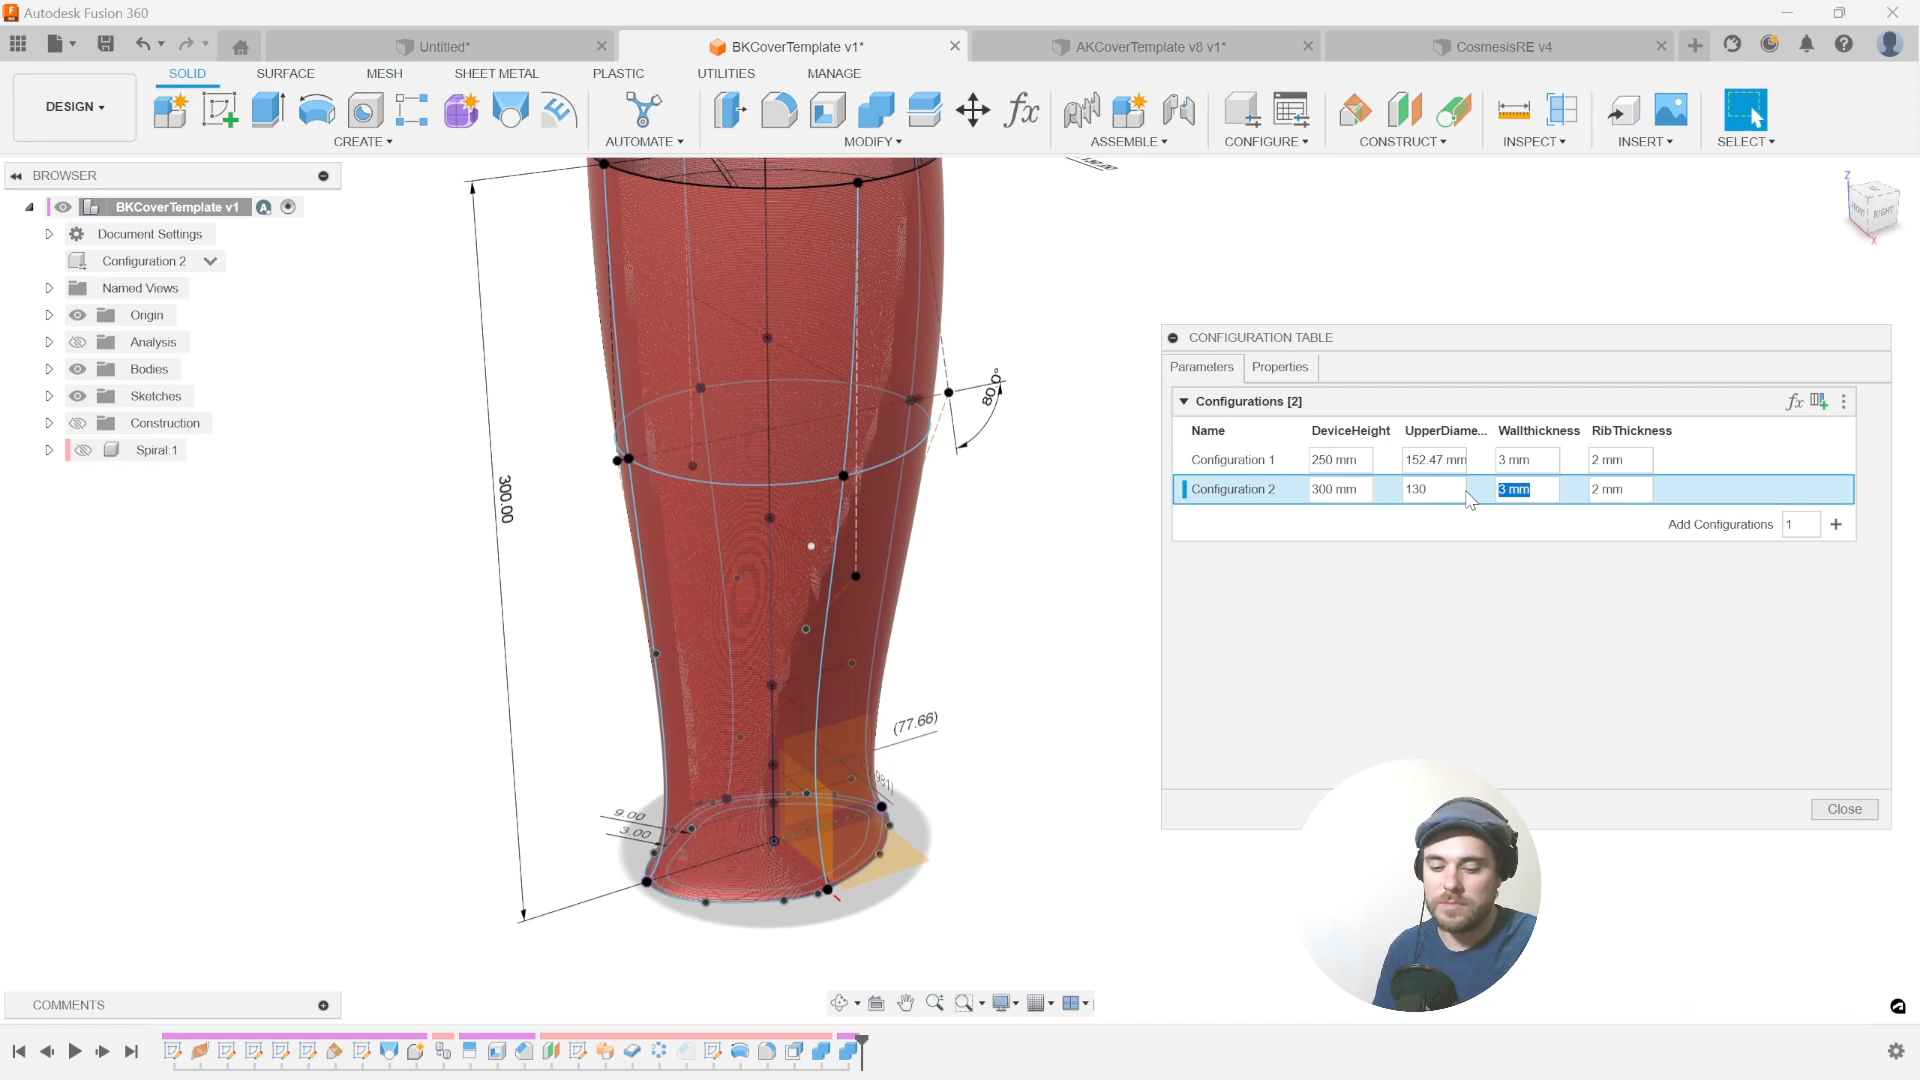 Autodesk Fusion 360
Untitled*
BKCoverTemplate v1*
AKCoverTemplate v8 v1*
CosmesisRE v4
SOLID
SURFACE
MESH
SHEET METAL
PLASTIC
UTILITIES
MANAGE
DESIGN
CREATE
AUTOMATE
MODIFY
ASSEMBLE
CONFIGURE
CONSTRUCT
INSPECT
INSERT
SELECT
BROWSER
BKCoverTemplate v1
Document Settings
Configuration 2
Named Views
Origin
Analysis
Bodies
Sketches
Construction
Spiral:1
300.00
80.0°
(77.66)
9.00
3.00
Z
RIGHT
X
CONFIGURATION TABLE
Parameters Properties
Configurations [2]
fx
Name DeviceHeight UpperDiame... Wallthickness RibThickness
Configuration 1 250 mm 152.47 mm 3 mm 2 mm
Configuration 2 300 mm 130 3 mm 2 mm
Add Configurations 1 +
Close
COMMENTS